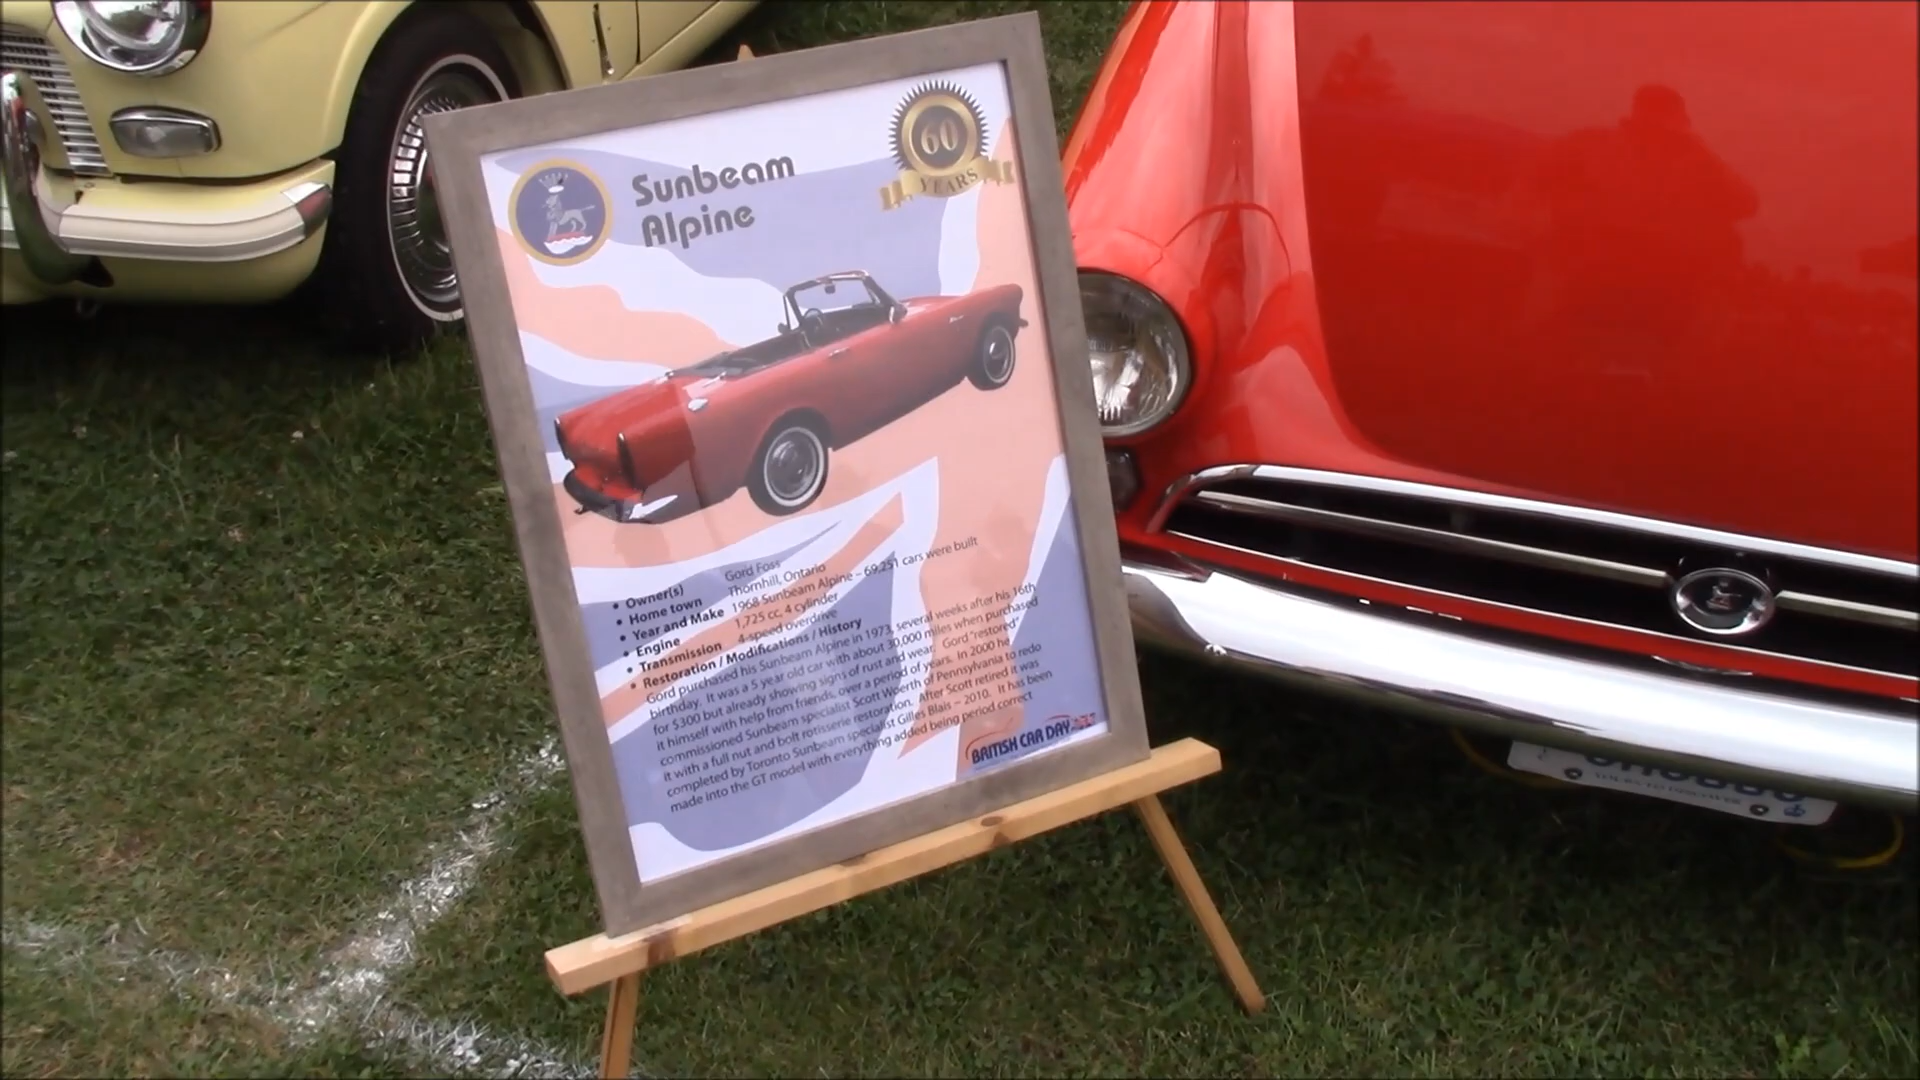 60
YEARS
Sunbeam
Alpine
• Owner(s) Gord Foss
• Home town Thornhill, Ontario
• Year and Make 1968 Sunbeam Alpine – 69,251 cars were built
• Engine 1,725 cc, 4 cylinder
• Transmission 4-speed overdrive
• Restoration / Modifications / History
Gord purchased his Sunbeam Alpine in 1973, several weeks after his 16th
birthday. It was a 5 year old car with about 30,000 miles when purchased
for $300 but already showing signs of rust and wear. Gord "restored"
it himself with help from friends, over a period of years. In 2000 he
commissioned Sunbeam specialist Scott Woerth of Pennsylvania to redo
it with a full nut and bolt rotisserie restoration. After Scott retired it was
completed by Toronto Sunbeam specialist Gilles Blais – 2010. It has been
made into the GT model with everything added being period correct
BRITISH CAR DAY